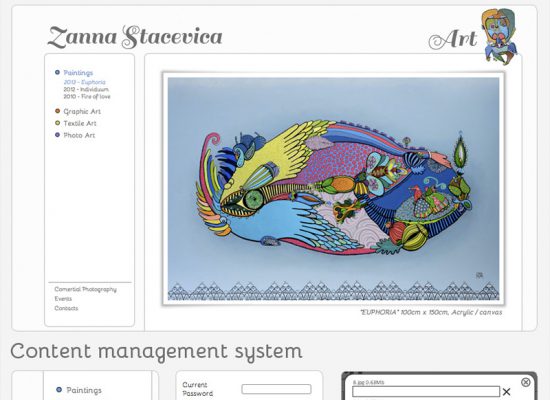 Zanna Stacevica
Art
Paintings
2013 - Euphoria
2012 - Individuum
2010 - Fire of love
Graphic Art
Textile Art
Photo Art
Comertial Photography
Events
Contacts
"EUPHORIA" 100cm x 150cm, Acrylic / canvas
Content management system
Paintings
Current
Password
6.jpg 0.63Mb